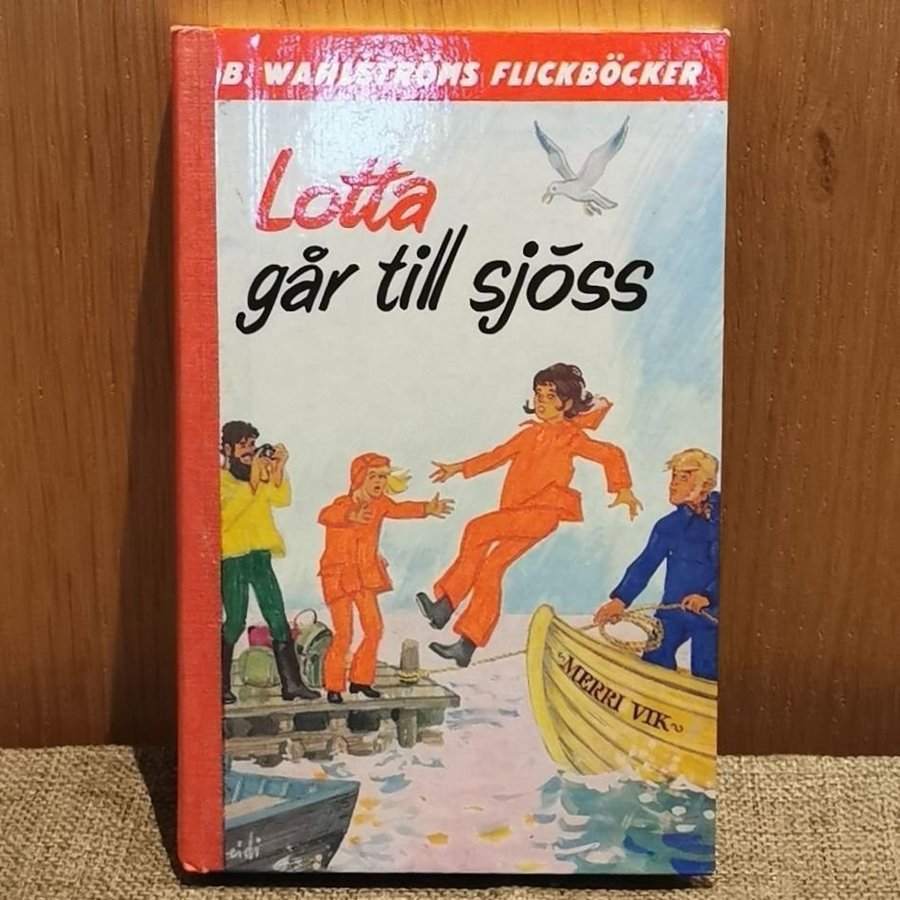 B. WAHLSTRÖMS FLICKBÖCKER
Lotta
går till sjöss
MERRI VIK